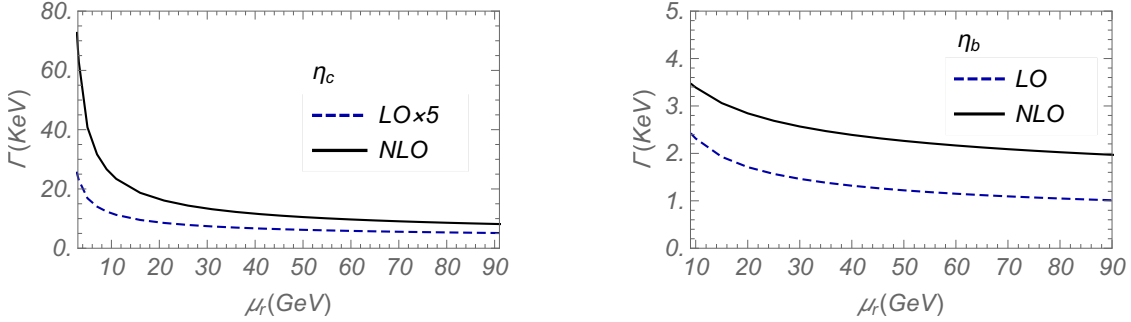 80.
60.
40.
20.
0.
Γ(KeV)
η_c
LO×5
NLO
10 20 30 40 50 60 70 80 90
μ_r(GeV)
5.
4.
3.
2.
1.
0.
Γ(KeV)
η_b
LO
NLO
10 20 30 40 50 60 70 80 90
μ_r(GeV)